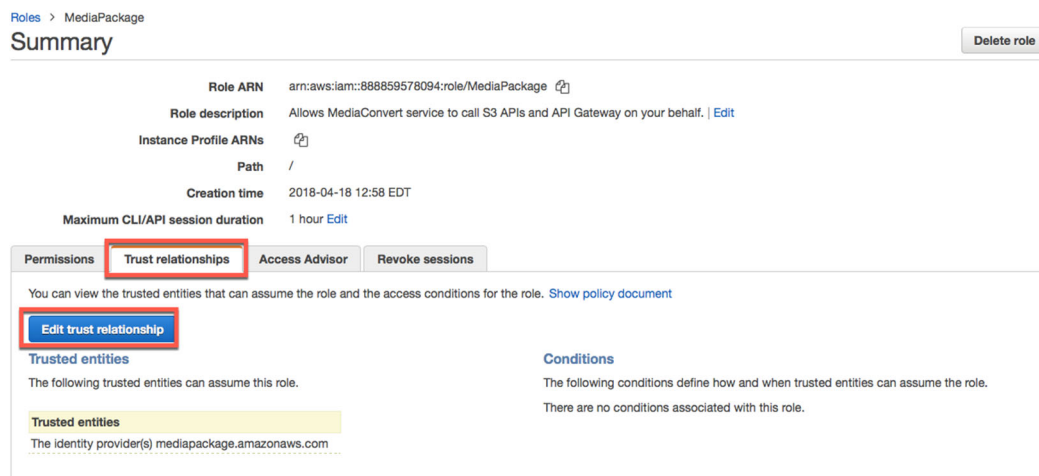 Roles > MediaPackage
Summary
Delete role
Role ARN arn:aws:iam::888859578094:role/MediaPackage
Role description Allows MediaConvert service to call S3 APIs and API Gateway on your behalf. | Edit
Instance Profile ARNs
Path /
Creation time 2018-04-18 12:58 EDT
Maximum CLI/API session duration 1 hour Edit
Permissions Trust relationships Access Advisor Revoke sessions
You can view the trusted entities that can assume the role and the access conditions for the role. Show policy document
Edit trust relationship
Trusted entities
The following trusted entities can assume this role.
Trusted entities
The identity provider(s) mediapackage.amazonaws.com
Conditions
The following conditions define how and when trusted entities can assume the role.
There are no conditions associated with this role.